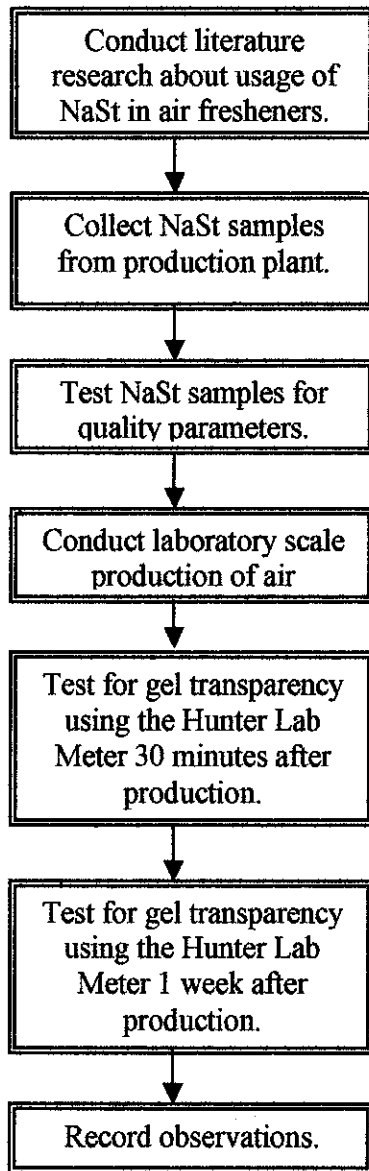 Conduct literature
research about usage of
NaSt in air fresheners.
Collect NaSt samples
from production plant.
Test NaSt samples for
quality parameters.
Conduct laboratory scale
production of air
Test for gel transparency
using the Hunter Lab
Meter 30 minutes after
production.
Test for gel transparency
using the Hunter Lab
Meter 1 week after
production.
Record observations.